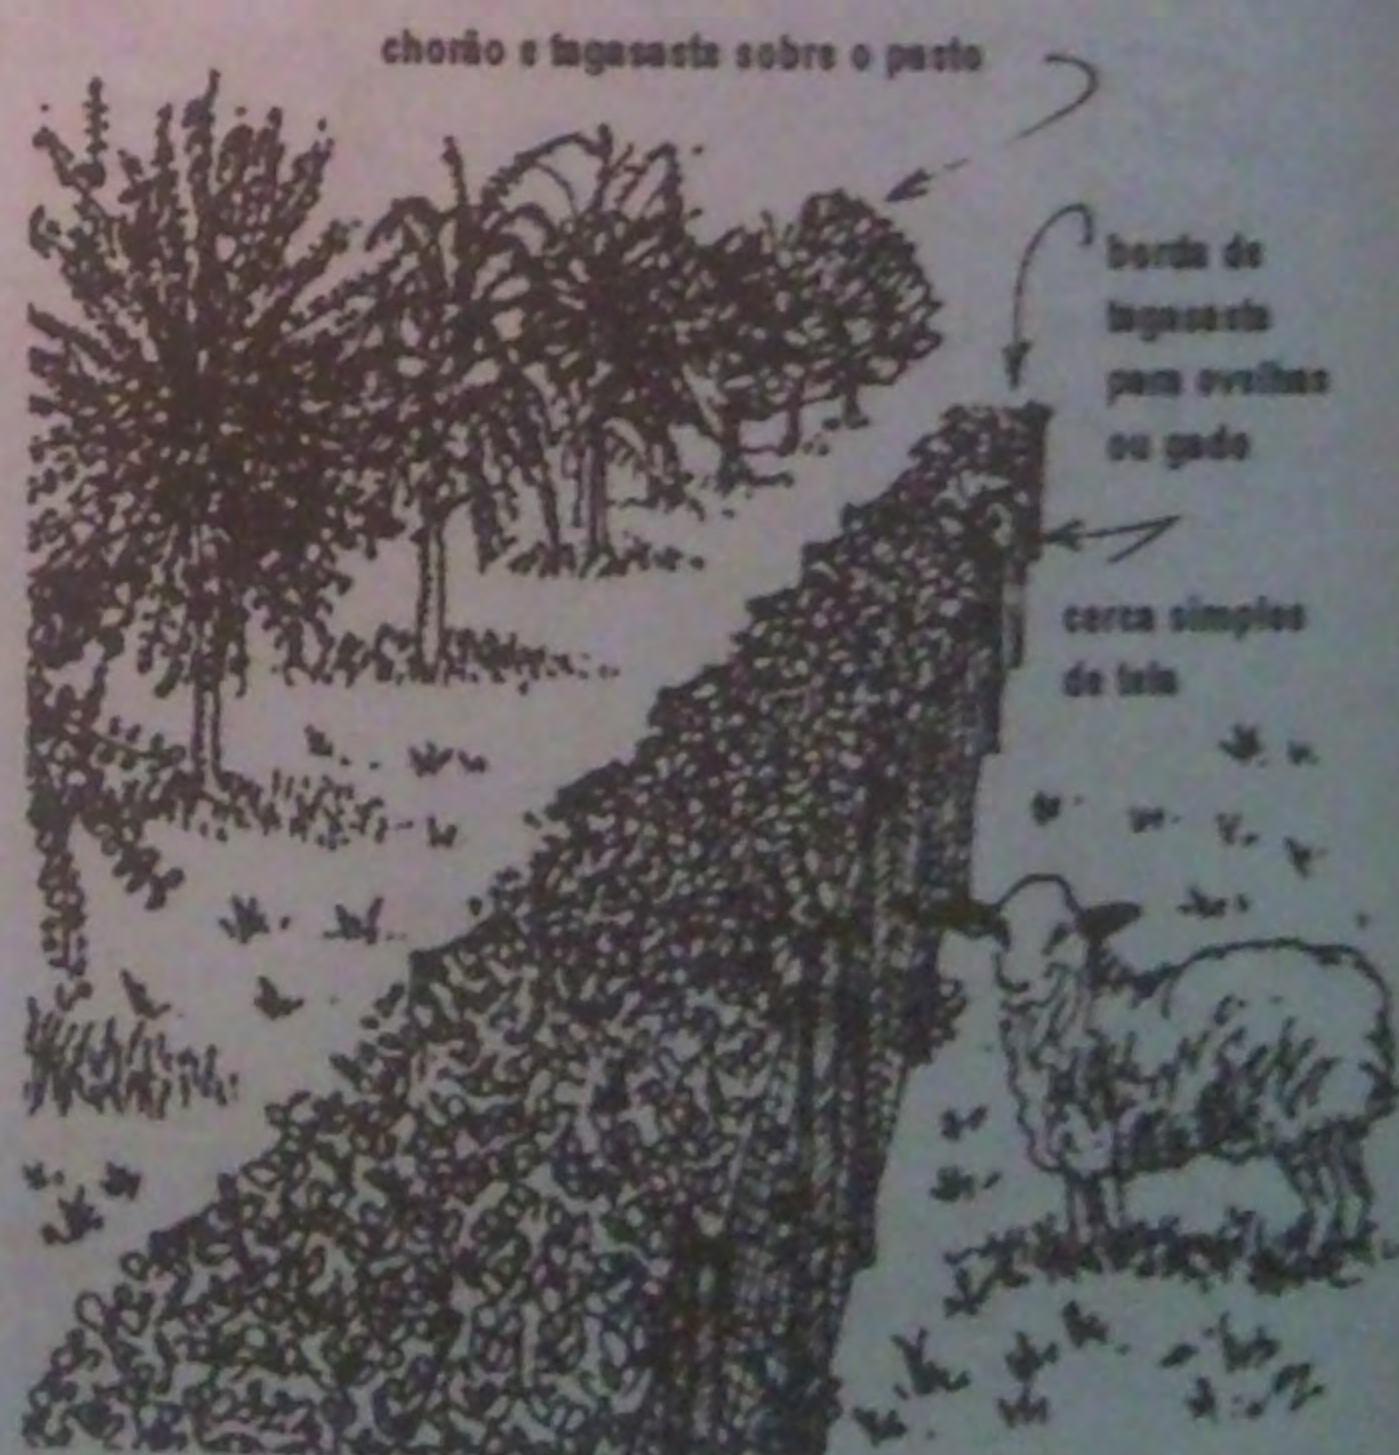 chorão e tagasaste sobre o pasto
borda de
tagasaste
para ovelhas
ou gado
cerca simples
de tela